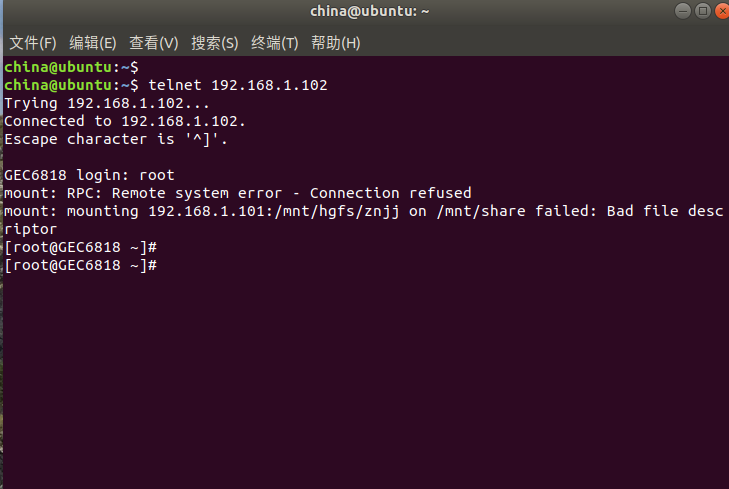 china@ubuntu: ~
文件(F) 编辑(E) 查看(V) 搜索(S) 终端(T) 帮助(H)
china@ubuntu:~$
china@ubuntu:~$ telnet 192.168.1.102
Trying 192.168.1.102...
Connected to 192.168.1.102.
Escape character is '^]'.
GEC6818 login: root
mount: RPC: Remote system error - Connection refused
mount: mounting 192.168.1.101:/mnt/hgfs/znjj on /mnt/share failed: Bad file desc
riptor
[root@GEC6818 ~]#
[root@GEC6818 ~]#